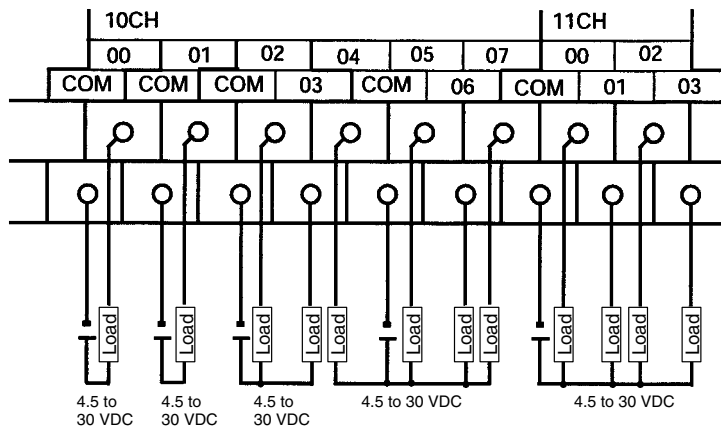 10CH 11CH
00 01 02 04 05 07 00 02
COM COM COM 03 COM 06 COM 01 03
Load Load Load Load Load Load Load Load Load Load Load Load
4.5 to 4.5 to 4.5 to 4.5 to 30 VDC 4.5 to 30 VDC
30 VDC 30 VDC 30 VDC